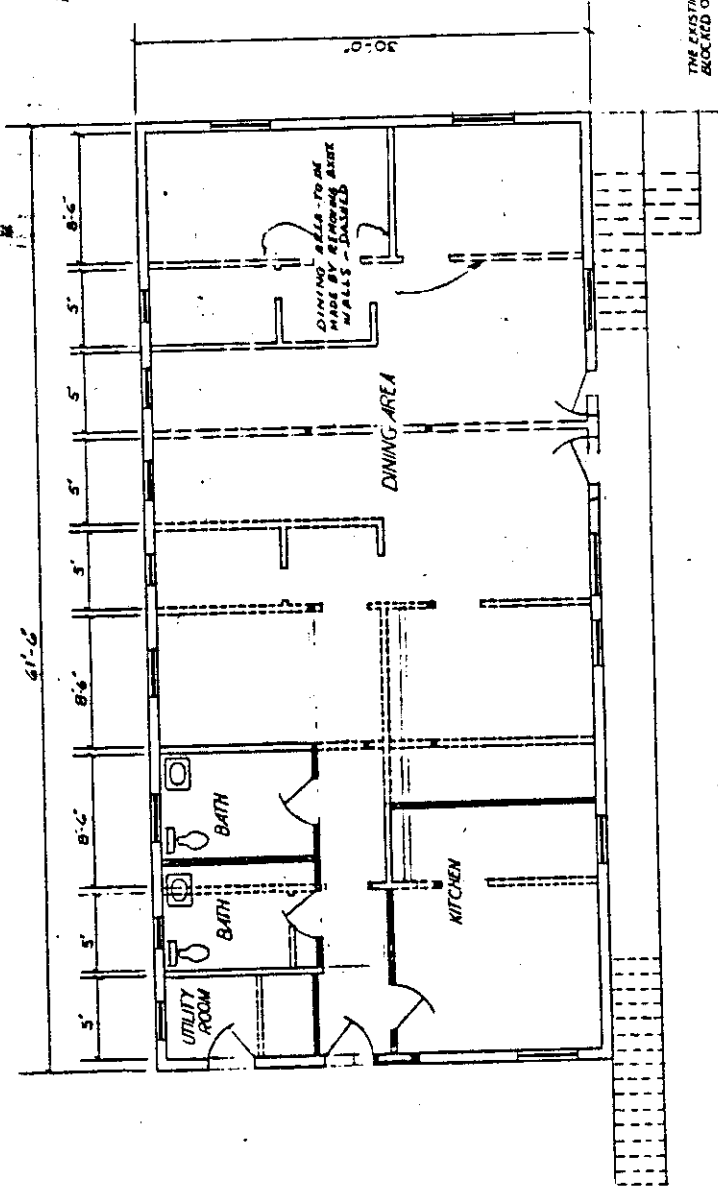 61'-6"
5'
5'
8'-6"
8'-6"
5'
5'
5'
5'
8'-6"
30'-0"
UTILITY
ROOM
BATH
BATH
KITCHEN
DINING AREA
DINING AREA - TO BE
MADE BY REMOVING EXIST
WALLS - DASHED
THE EXISTIN
BLOCKED O